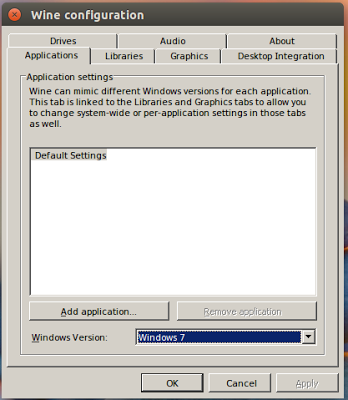 Wine configuration
Drives Audio About
Applications Libraries Graphics Desktop Integration
Application settings
Wine can mimic different Windows versions for each application.
This tab is linked to the Libraries and Graphics tabs to allow you
to change system-wide or per-application settings in those tabs
as well.
Default Settings
Add application... Remove application
Windows Version: Windows 7
OK Cancel Apply